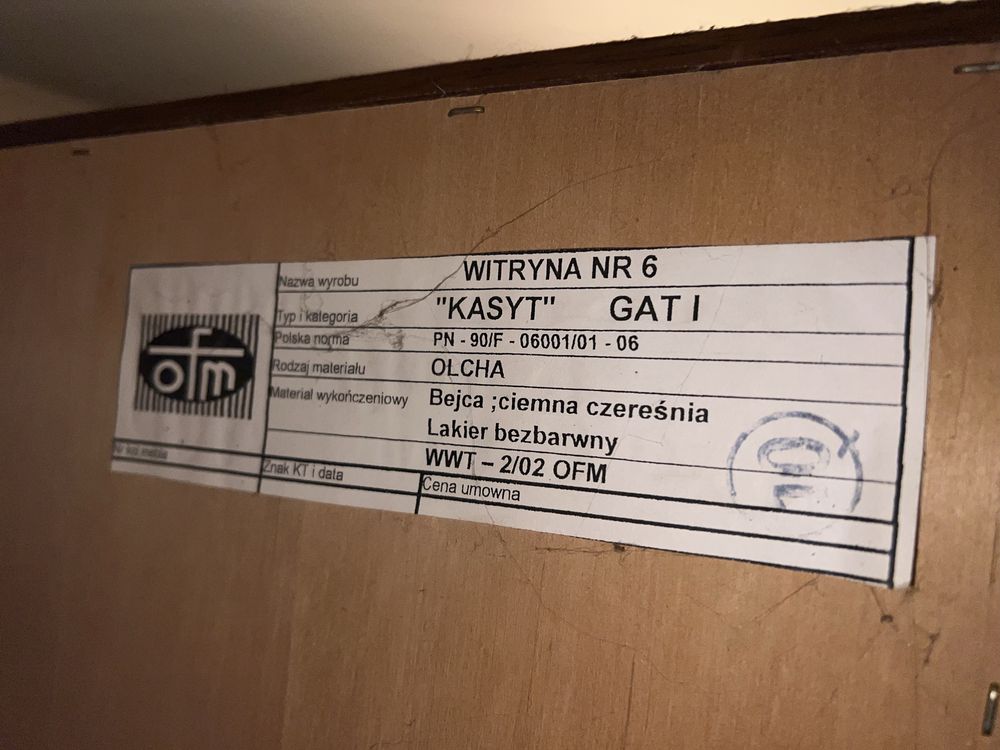 ofm
Nazwa wyrobu WITRYNA NR 6
Typ i kategoria "KASYT" GAT I
Polska norma PN - 90/F - 06001/01 - 06
Rodzaj materiału OLCHA
Materiał wykończeniowy Bejca ;ciemna czereśnia
Lakier bezbarwny
WWT – 2/02 OFM
Znak KT i data
Cena umowna